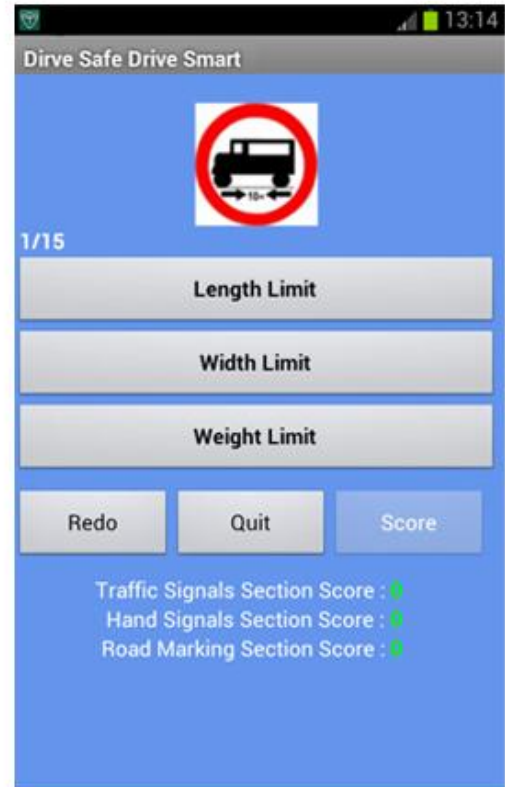 13:14
Dirve Safe Drive Smart
10m
1/15
Length Limit
Width Limit
Weight Limit
Redo Quit Score
Traffic Signals Section Score : 0
Hand Signals Section Score : 0
Road Marking Section Score : 0